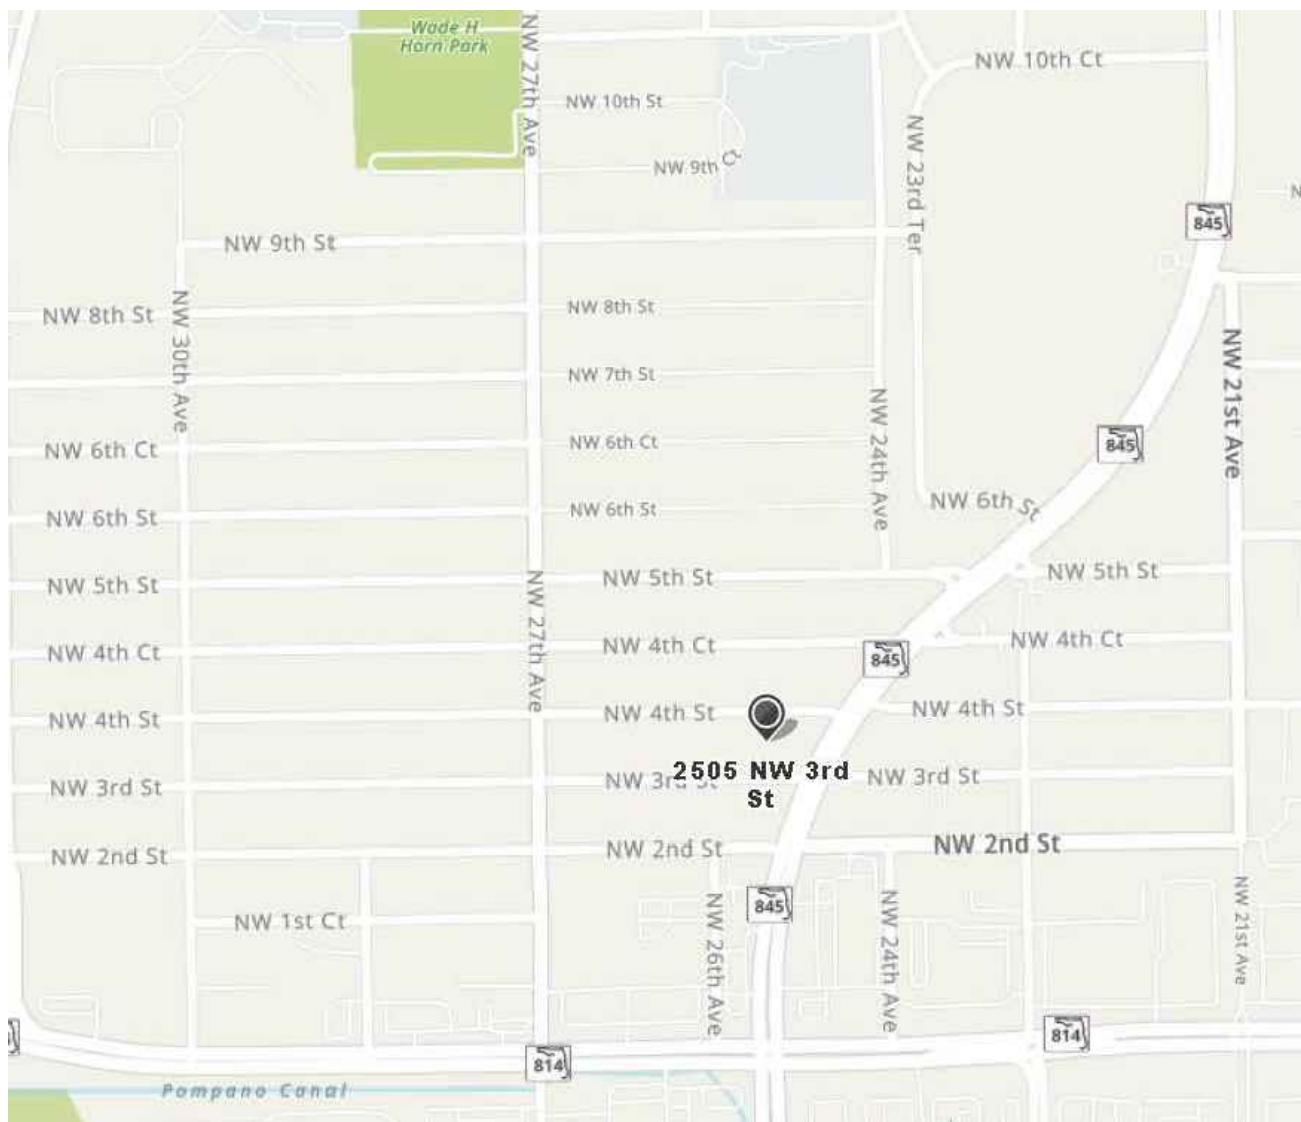 Wade H
Horn Park
NW 27th Ave
NW 10th Ct
NW 10th St
NW 23rd Ter
NW 9th Ct
845
NW 9th St
NW 8th St
NW 30th Ave
NW 8th St
NW 21st Ave
NW 7th St
NW 24th Ave
NW 6th Ct
NW 6th Ct
845
NW 6th St
NW 6th St
NW 6th St
NW 5th St
NW 27th Ave
NW 5th St
NW 5th St
NW 4th Ct
NW 4th Ct
845
NW 4th Ct
NW 4th St
NW 4th St
NW 4th St
NW 3rd St
NW 3rd St
2505 NW 3rd
St
NW 3rd St
NW 2nd St
NW 2nd St
NW 2nd St
NW 1st Ct
NW 26th Ave
845
NW 24th Ave
NW 21st Ave
814
814
Pompano Canal